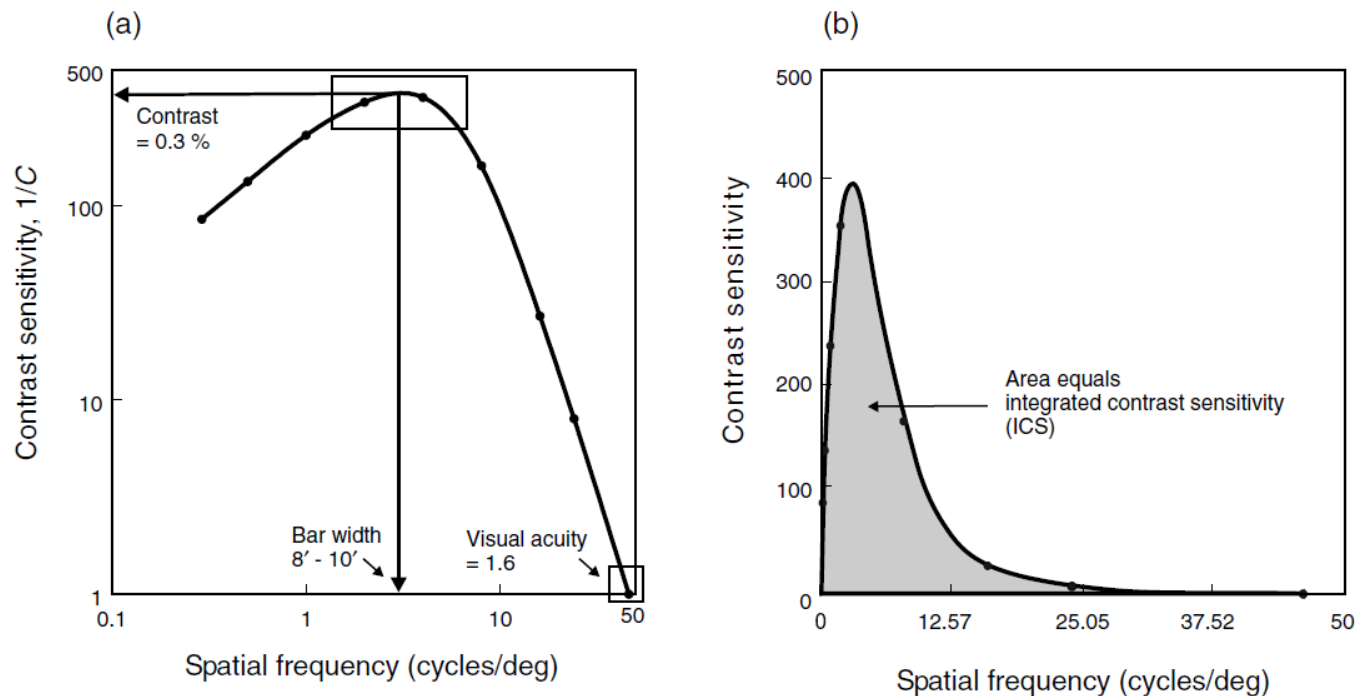 (a)
500
100
10
1
0.1
1
10
50
Contrast sensitivity, 1/C
Spatial frequency (cycles/deg)
Contrast
= 0.3 %
Bar width
8′ - 10′
Visual acuity
= 1.6
(b)
500
400
300
200
100
0
0
12.57
25.05
37.52
50
Contrast sensitivity
Spatial frequency (cycles/deg)
Area equals
integrated contrast sensitivity
(ICS)